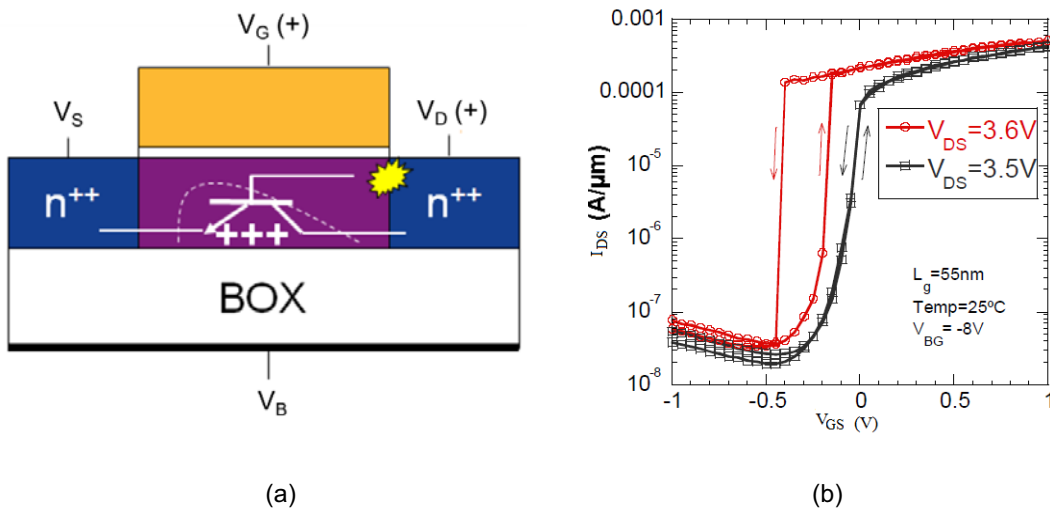 V_G (+)
V_S
V_D (+)
n++
n++
+++
BOX
V_B
(a)
0.001
0.0001
10^-5
10^-6
10^-7
10^-8
I_DS (A/µm)
V_DS=3.6V
V_DS=3.5V
L_g=55nm
Temp=25ºC
V_BG = -8V
-1
-0.5
0
0.5
1
V_GS (V)
(b)